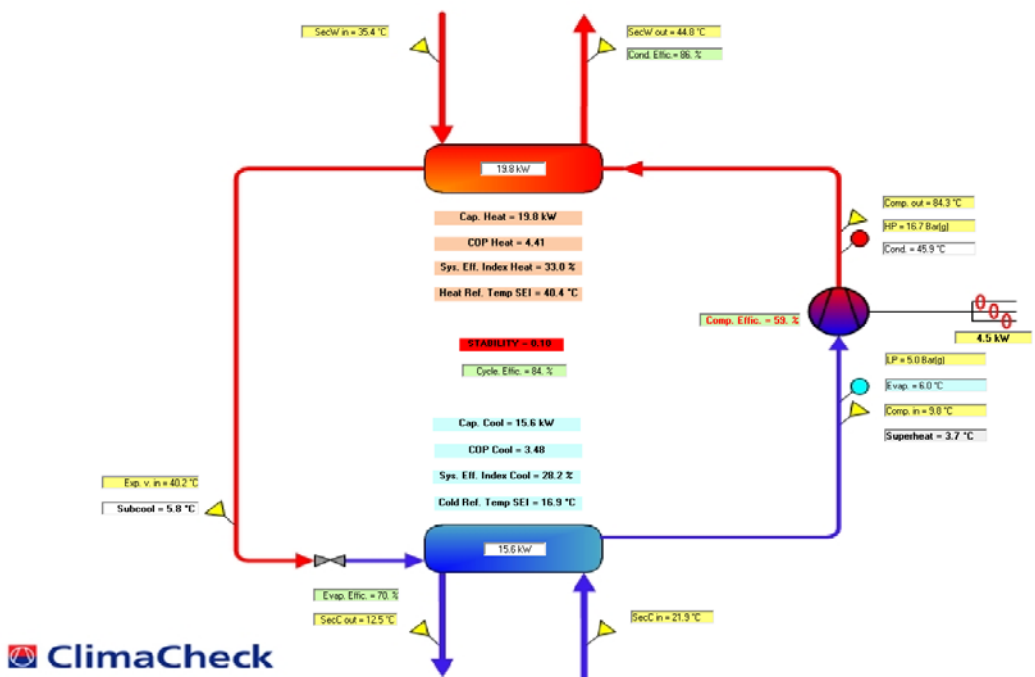 SecW in = 35.4 °C
SecW out = 44.8 °C
Cond. Effic.= 86. %
19.8 kW
Comp. out = 84.3 °C
HP = 16.7 Bar(g)
Cond. = 45.9 °C
Cap. Heat = 19.8 kW
COP Heat = 4.41
Sys. Eff. Index Heat = 33.0 %
Heat Ref. Temp SEI = 40.4 °C
Comp. Effic. = 59. %
4.5 kW
STABILITY = 0.10
Cycle. Effic.= 84. %
LP = 5.0 Bar(g)
Evap. = 6.0 °C
Comp. in = 9.8 °C
Superheat = 3.7 °C
Cap. Cool = 15.6 kW
COP Cool = 3.48
Sys. Eff. Index Cool = 28.2 %
Cold Ref. Temp SEI = 16.9 °C
Exp. v. in = 40.2 °C
Subcool = 5.8 °C
15.6 kW
Evap. Effic.= 70. %
SecC out = 12.5 °C
SecC in = 21.9 °C
ClimaCheck